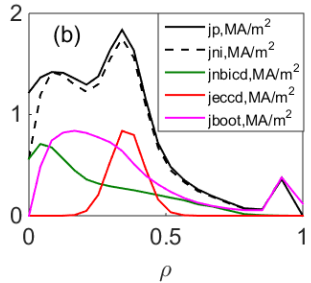 2
(b)
jp,MA/m²
jni,MA/m²
jnbicd,MA/m²
jeccd,MA/m²
jboot,MA/m²
1
0
0 0.5 1
ρ